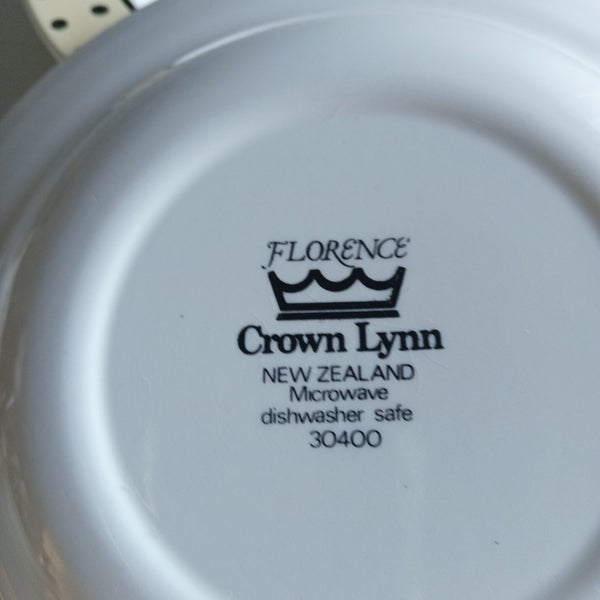 FLORENCE
Crown Lynn
NEW ZEALAND
Microwave
dishwasher safe
30400